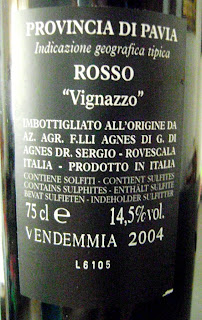 PROVINCIA DI PAVIA
Indicazione geografica tipica
ROSSO
"Vignazzo"
IMBOTTIGLIATO ALL'ORIGINE DA
AZ. AGR. F.LLI AGNES DI G. DI
AGNES DR. SERGIO - ROVESCALA
ITALIA - PRODOTTO IN ITALIA
CONTIENE SOLFITI - CONTIENT SULFITES
CONTAINS SULPHITES - ENTHÄLT SULFITE
BEVAT SULFIETEN - INDEHOLDER SULFITTER
75 cl e 14,5% vol.
VENDEMMIA 2004
L6105